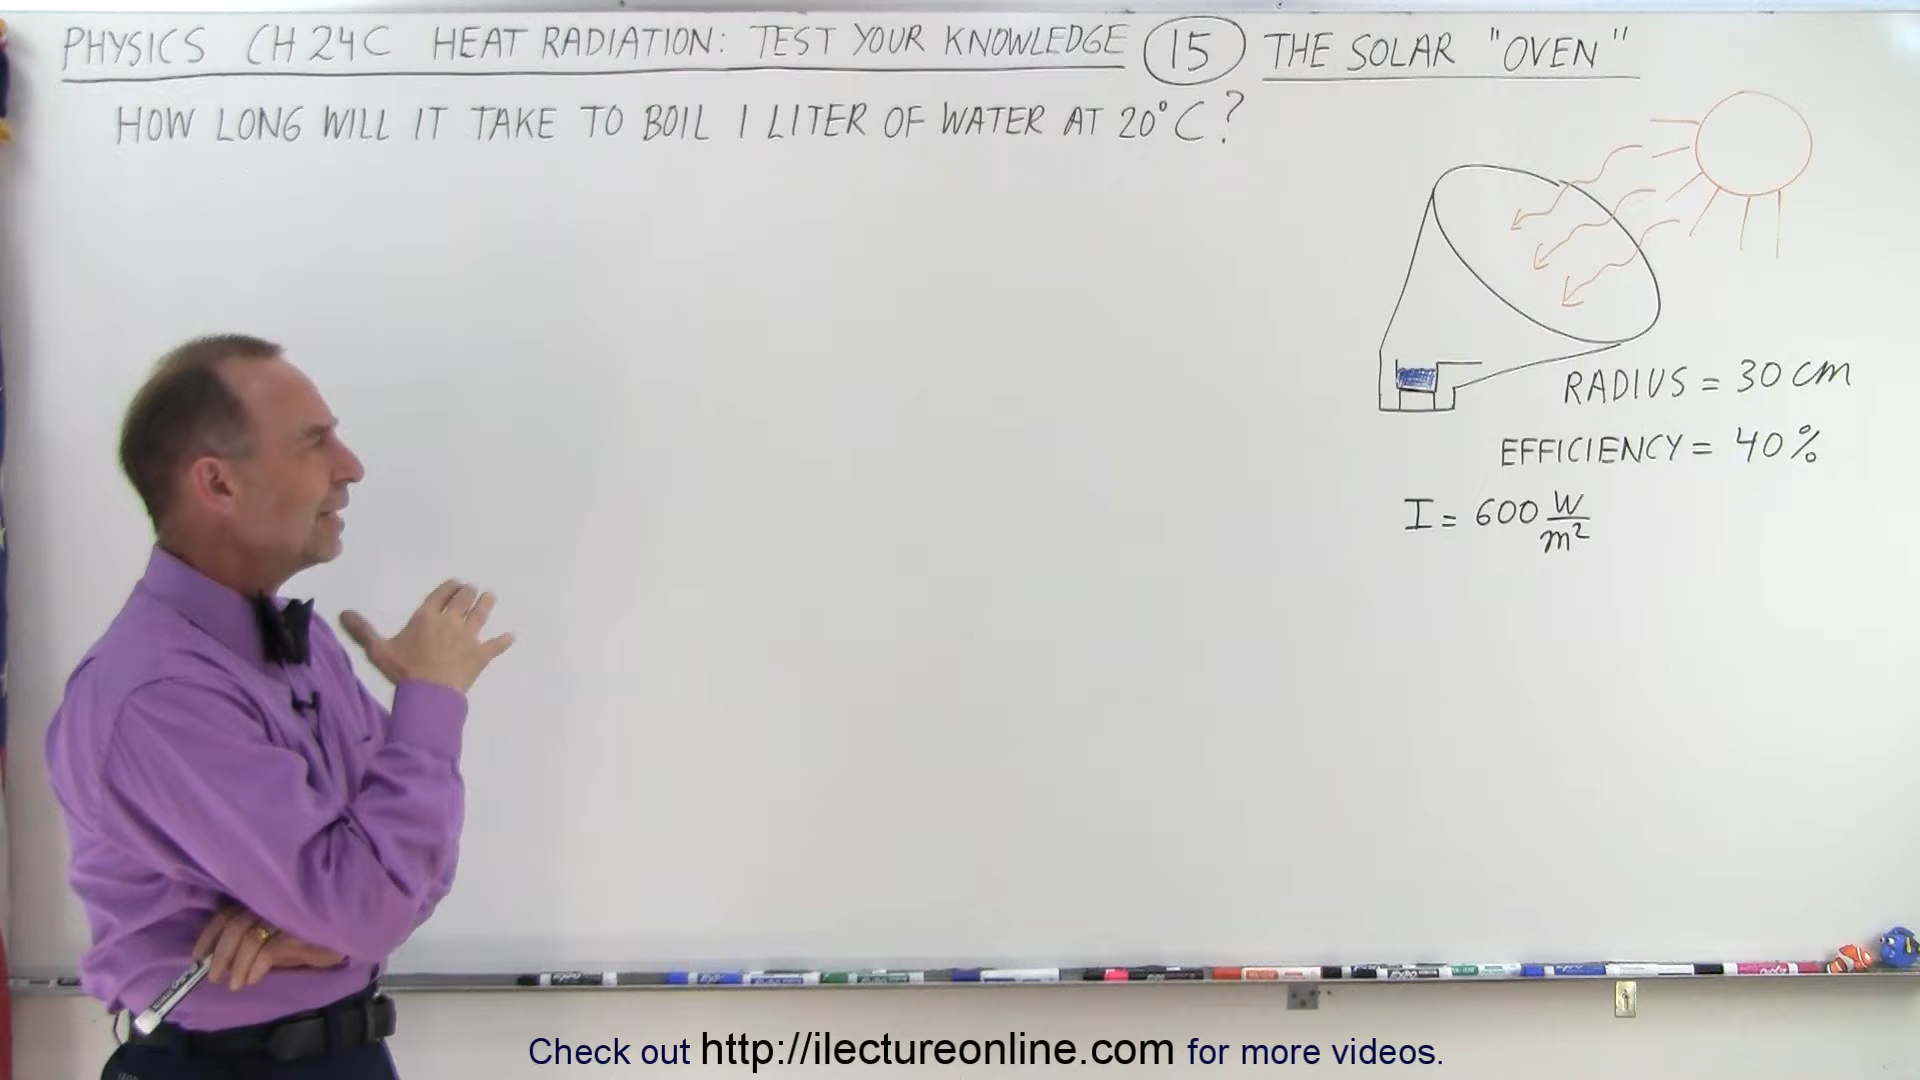 PHYSICS CH 24C HEAT RADIATION: TEST YOUR KNOWLEDGE 15 THE SOLAR "OVEN"
HOW LONG WILL IT TAKE TO BOIL 1 LITER OF WATER AT 20°C?
RADIUS = 30 cm
EFFICIENCY = 40%
I = 600 W/m²
Check out http://ilectureonline.com for more videos.